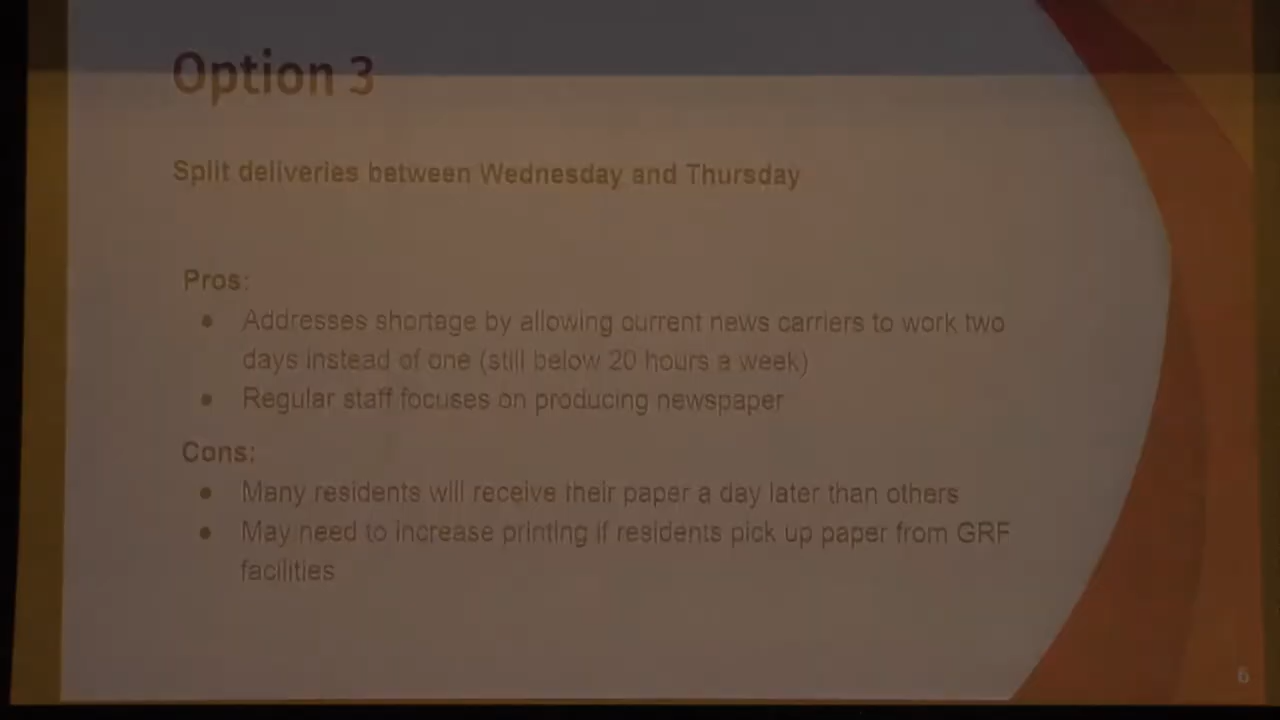 Option 3
Split deliveries between Wednesday and Thursday
Pros:
● Addresses shortage by allowing current news carriers to work two
days instead of one (still below 20 hours a week)
● Regular staff focuses on producing newspaper
Cons:
● Many residents will receive their paper a day later than others
● May need to increase printing if residents pick up paper from GRF
facilities
6